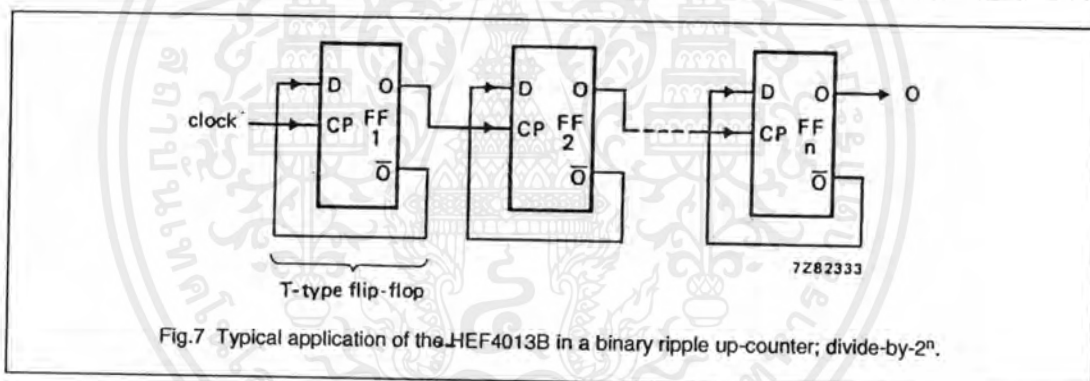 D O D O D O O
clock CP FF 1 CP FF 2 CP FF n
O̅ O̅ O̅
7Z82333
T-type flip-flop
Fig.7 Typical application of the HEF4013B in a binary ripple up-counter; divide-by-2ⁿ.